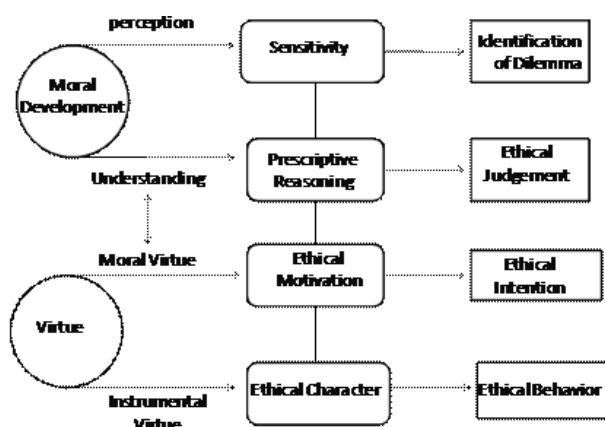 perception
Sensitivity
Identification
of Dilemma
Moral
Development
Prescriptive
Reasoning
Ethical
Judgement
Understanding
Moral Virtue
Ethical
Motivation
Ethical
Intention
Virtue
Ethical Character
Ethical Behavior
Instrumental
Virtue